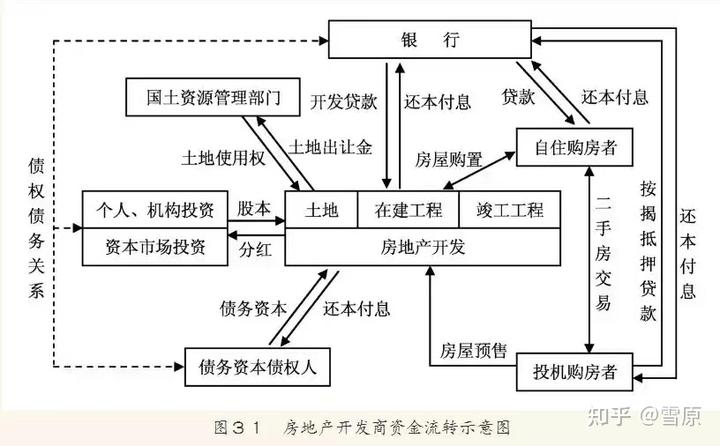 银 行
国土资源管理部门
开发贷款
还本付息
贷款
还本付息
土地使用权
土地出让金
房屋购置
自住购房者
债权债务关系
个人、机构投资
资本市场投资
股本
分红
土地
在建工程
竣工工程
房地产开发
二手房交易
按揭抵押贷款
还本付息
债务资本
还本付息
房屋预售
债务资本债权人
投机购房者
知乎 @雪原
图31 房地产开发商资金流转示意图